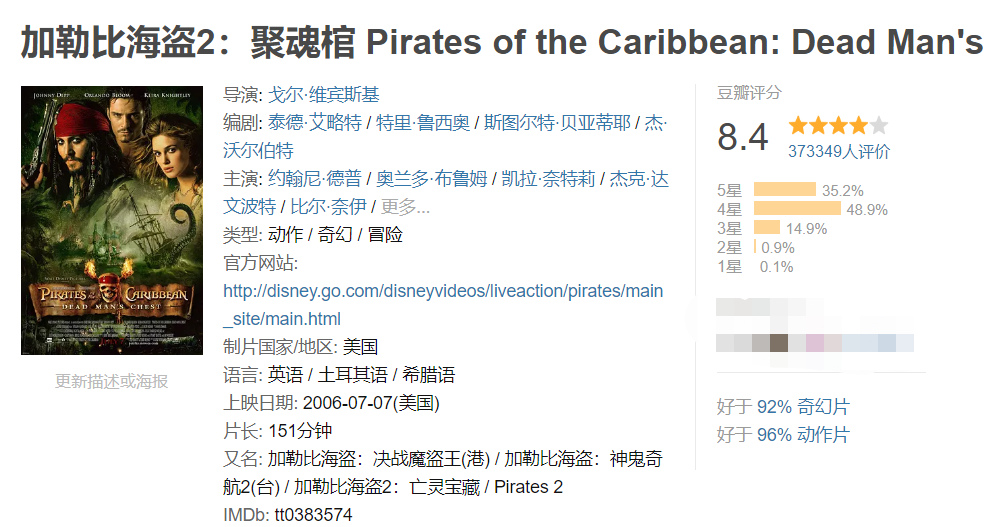 加勒比海盗2：聚魂棺 Pirates of the Caribbean: Dead Man's
JOHNNY DEPP ORLANDO BLOOM KEIRA KNIGHTLEY
PIRATES OF THE CARIBBEAN
DEAD MAN'S CHEST
更新描述或海报
导演: 戈尔·维宾斯基
编剧: 泰德·艾略特 / 特里·鲁西奥 / 斯图尔特·贝亚蒂耶 / 杰·
沃尔伯特
主演: 约翰尼·德普 / 奥兰多·布鲁姆 / 凯拉·奈特莉 / 杰克·达
文波特 / 比尔·奈伊 / 更多...
类型: 动作 / 奇幻 / 冒险
官方网站:
http://disney.go.com/disneyvideos/liveaction/pirates/main
_site/main.html
制片国家/地区: 美国
语言: 英语 / 土耳其语 / 希腊语
上映日期: 2006-07-07(美国)
片长: 151分钟
又名: 加勒比海盗：决战魔盗王(港) / 加勒比海盗：神鬼奇
航2(台) / 加勒比海盗2：亡灵宝藏 / Pirates 2
IMDb: tt0383574
豆瓣评分
8.4
373349人评价
5星 35.2%
4星 48.9%
3星 14.9%
2星 0.9%
1星 0.1%
好于 92% 奇幻片
好于 96% 动作片